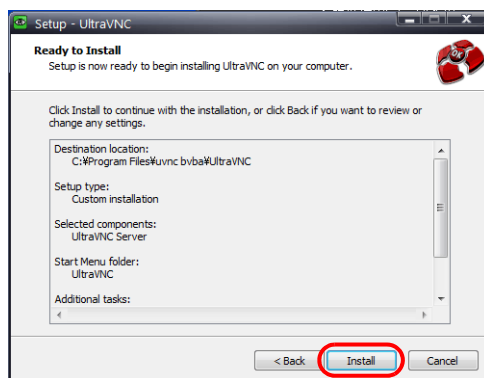 Setup - UltraVNC
Ready to Install
Setup is now ready to begin installing UltraVNC on your computer.
Click Install to continue with the installation, or click Back if you want to review or
change any settings.
Destination location:
C:¥Program Files¥uvnc bvba¥UltraVNC
Setup type:
Custom installation
Selected components:
UltraVNC Server
Start Menu folder:
UltraVNC
Additional tasks:
< Back
Install
Cancel